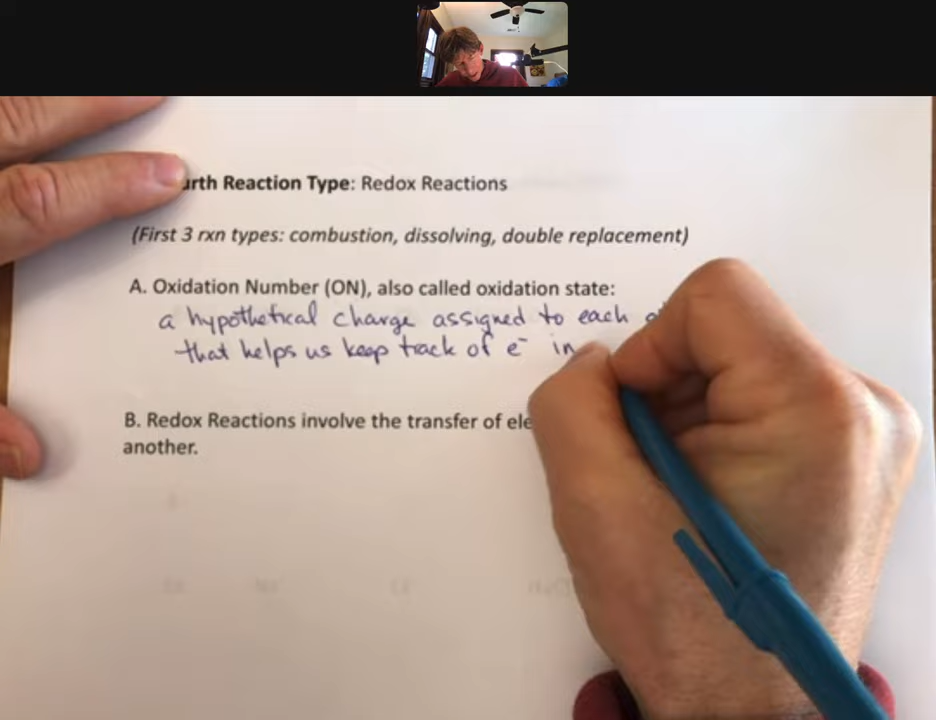 urth Reaction Type: Redox Reactions
(First 3 rxn types: combustion, dissolving, double replacement)
A. Oxidation Number (ON), also called oxidation state:
a hypothetical charge assigned to each
that helps us keep track of e⁻ in
B. Redox Reactions involve the transfer of ele
another.